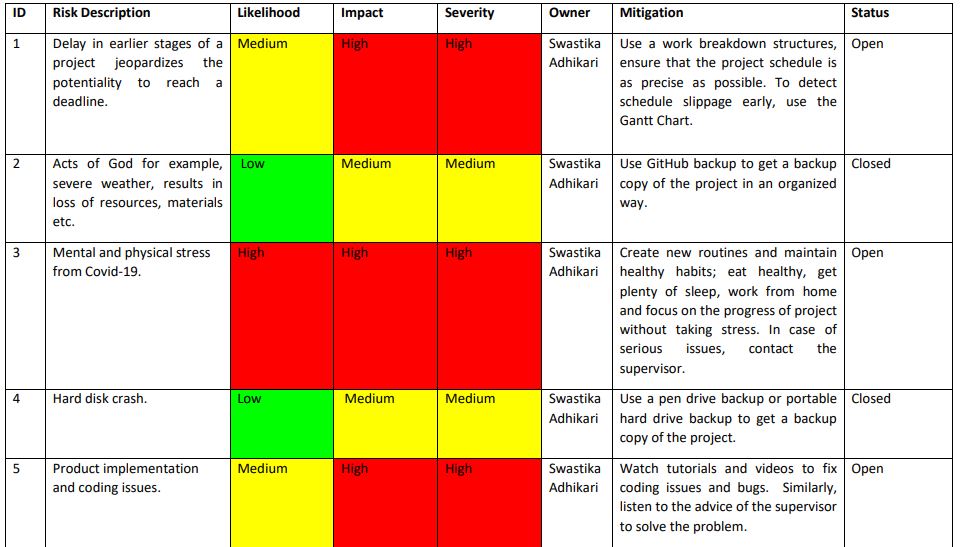 ID Risk Description Likelihood Impact Severity Owner Mitigation Status
1 Delay in earlier stages of a Medium High High Swastika Use a work breakdown structures, Open
project jeopardizes the Adhikari ensure that the project schedule is
potentiality to reach a as precise as possible. To detect
deadline. schedule slippage early, use the
Gantt Chart.
2 Acts of God for example, Low Medium Medium Swastika Use GitHub backup to get a backup Closed
severe weather, results in Adhikari copy of the project in an organized
loss of resources, materials way.
etc.
3 Mental and physical stress High High High Swastika Create new routines and maintain Open
from Covid-19. Adhikari healthy habits; eat healthy, get
plenty of sleep, work from home
and focus on the progress of project
without taking stress. In case of
serious issues, contact the
supervisor.
4 Hard disk crash. Low Medium Medium Swastika Use a pen drive backup or portable Closed
Adhikari hard drive backup to get a backup
copy of the project.
5 Product implementation Medium High High Swastika Watch tutorials and videos to fix Open
and coding issues. Adhikari coding issues and bugs. Similarly,
listen to the advice of the supervisor
to solve the problem.